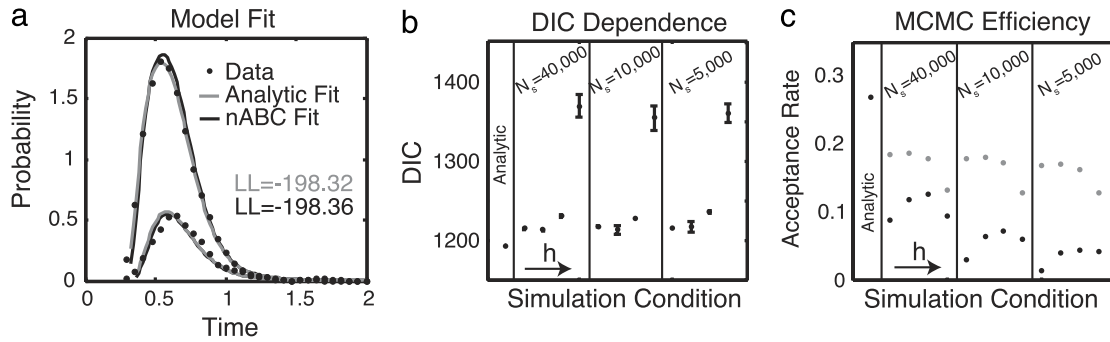 a
Model Fit
2
1.5
1
0.5
0
Probability
Data
Analytic Fit
nABC Fit
LL=-198.32
LL=-198.36
0
0.5
1
1.5
2
Time
b
DIC Dependence
1400
1300
1200
DIC
Analytic
Ns=40,000
Ns=10,000
Ns=5,000
h
Simulation Condition
c
MCMC Efficiency
0.3
0.2
0.1
0
Acceptance Rate
Analytic
Ns=40,000
Ns=10,000
Ns=5,000
h
Simulation Condition